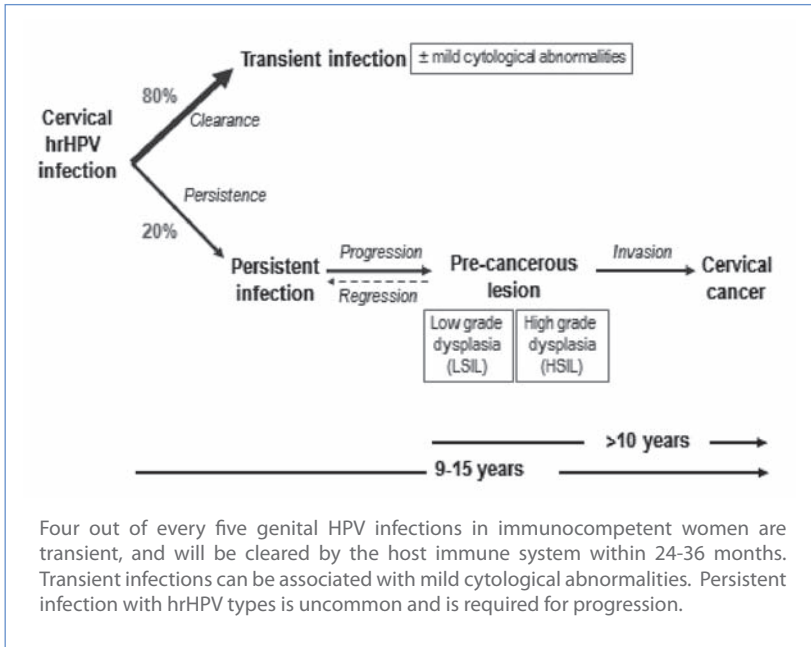 Transient infection
± mild cytological abnormalities
80%
Clearance
Cervical
hrHPV
infection
Persistence
20%
Persistent
infection
Progression
Regression
Pre-cancerous
lesion
Invasion
Cervical
cancer
Low grade
dysplasia
(LSIL)
High grade
dysplasia
(HSIL)
>10 years
9-15 years
Four out of every five genital HPV infections in immunocompetent women are
transient, and will be cleared by the host immune system within 24-36 months.
Transient infections can be associated with mild cytological abnormalities. Persistent
infection with hrHPV types is uncommon and is required for progression.